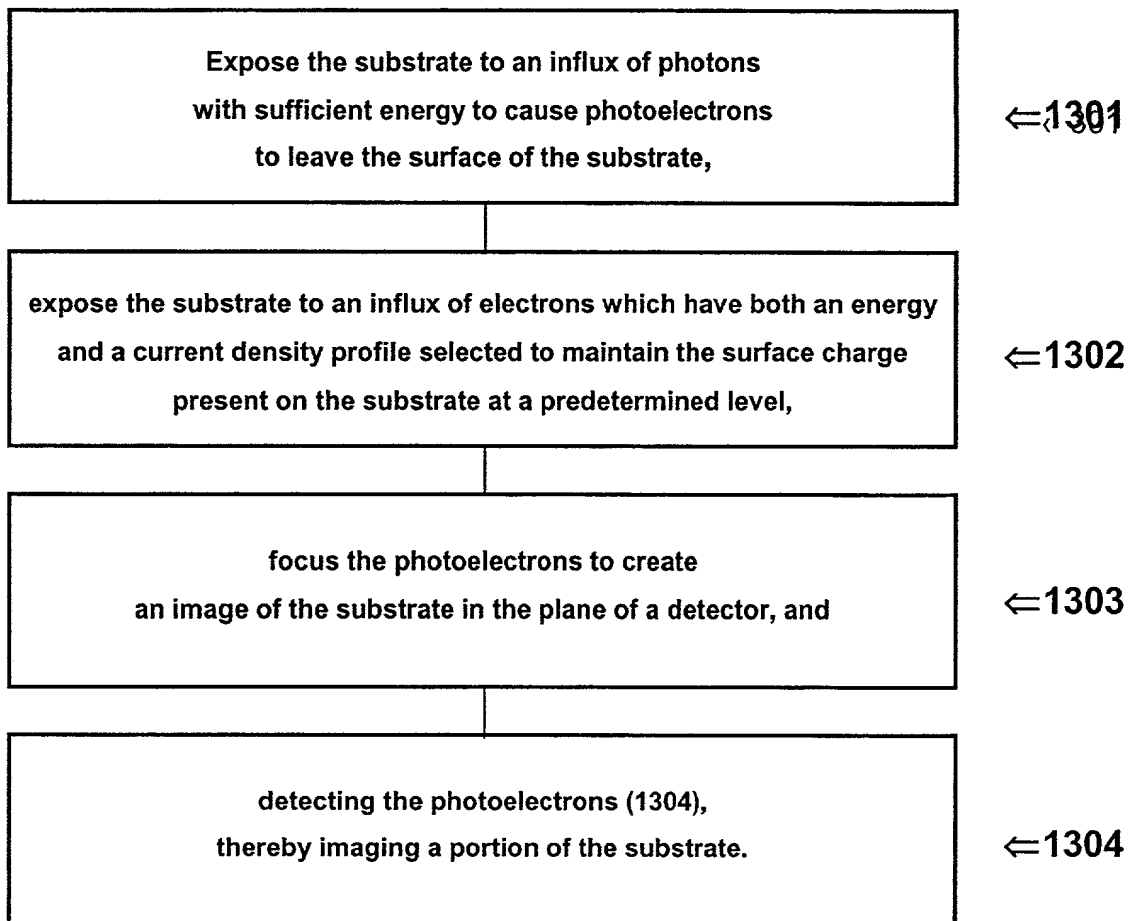 Expose the substrate to an influx of photons
with sufficient energy to cause photoelectrons
to leave the surface of the substrate,
⇐1301
expose the substrate to an influx of electrons which have both an energy
and a current density profile selected to maintain the surface charge
present on the substrate at a predetermined level,
⇐1302
focus the photoelectrons to create
an image of the substrate in the plane of a detector, and
⇐1303
detecting the photoelectrons (1304),
thereby imaging a portion of the substrate.
⇐1304